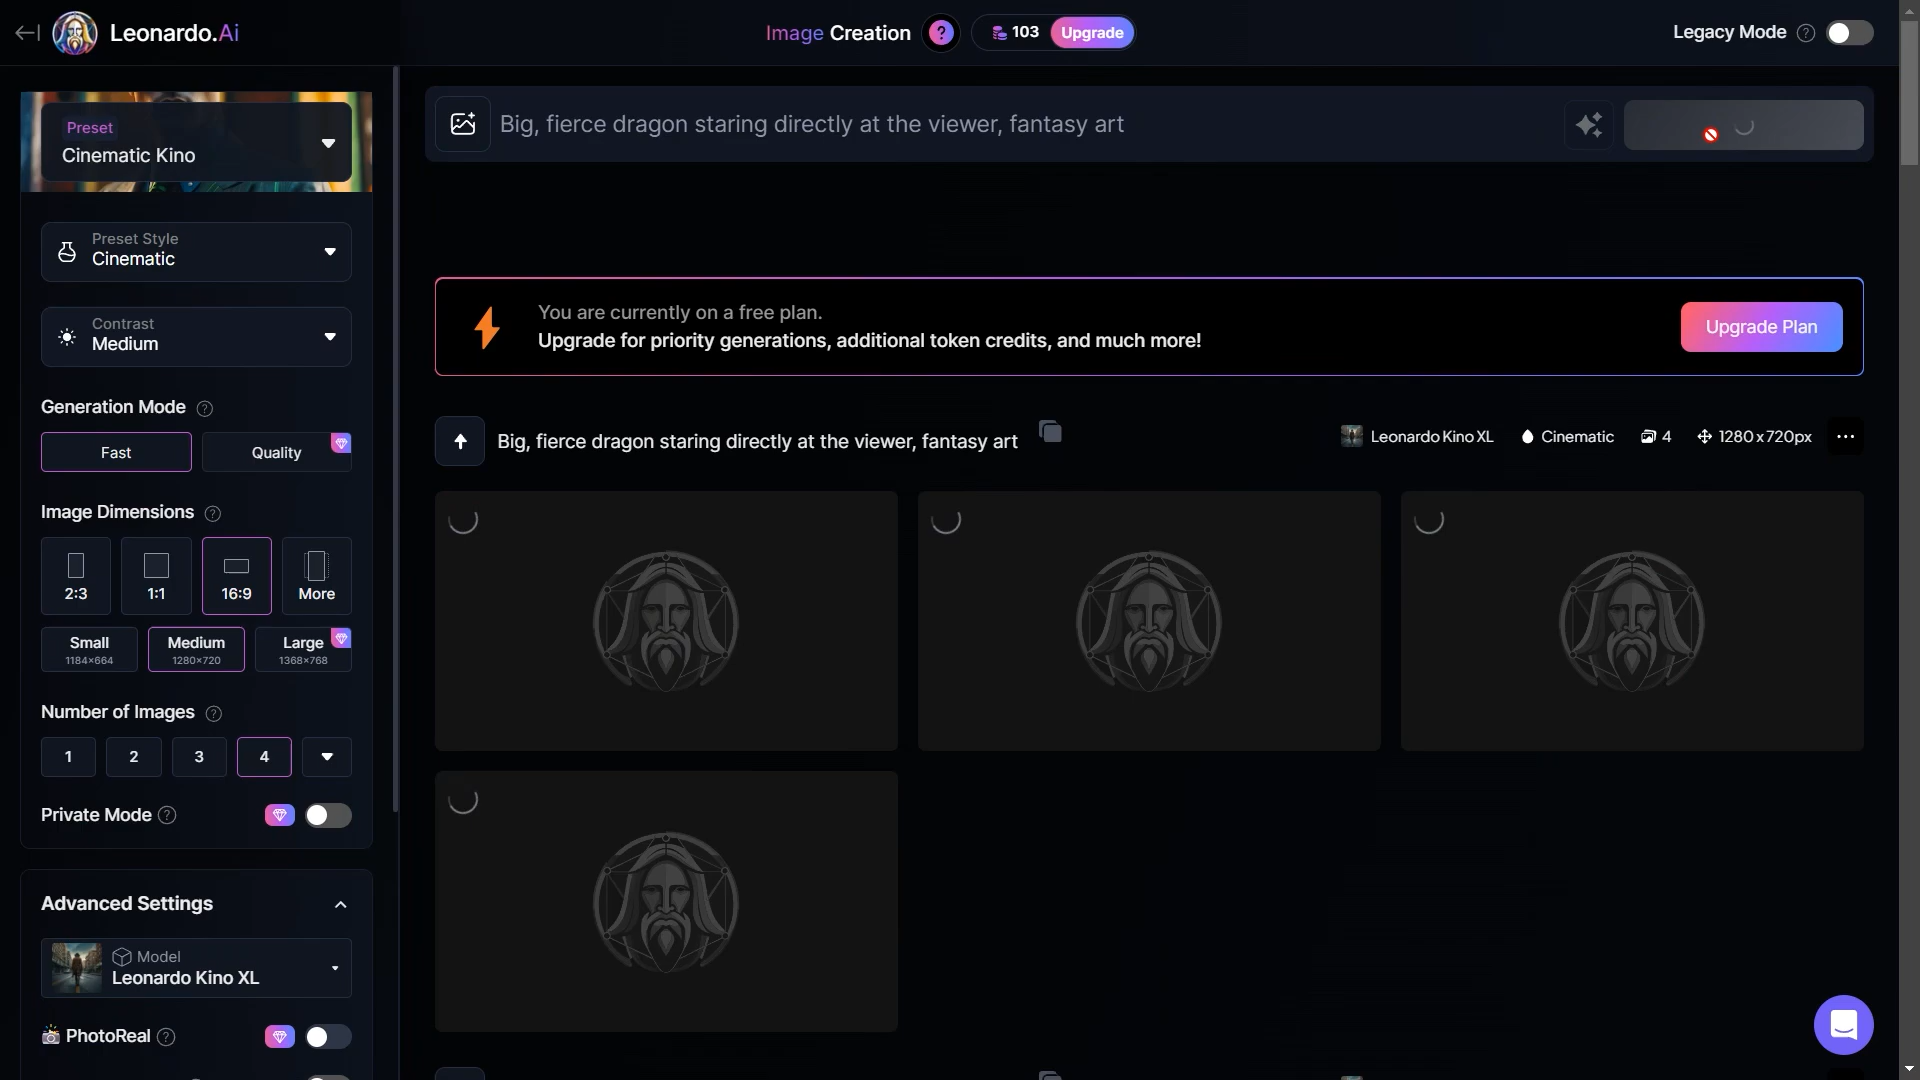 Leonardo.Ai
Image Creation
?
103
Upgrade
Legacy Mode ?
Preset
Cinematic Kino
Big, fierce dragon staring directly at the viewer, fantasy art
Preset Style
Cinematic
Contrast
Medium
You are currently on a free plan.
Upgrade for priority generations, additional token credits, and much more!
Upgrade Plan
Generation Mode ?
Fast
Quality
Big, fierce dragon staring directly at the viewer, fantasy art
Leonardo Kino XL
Cinematic
4
1280x720px
Image Dimensions ?
2:3
1:1
16:9
More
Small
1184×664
Medium
1280×720
Large
1368×768
Number of Images ?
1
2
3
4
Private Mode ?
Advanced Settings
Model
Leonardo Kino XL
PhotoReal ?